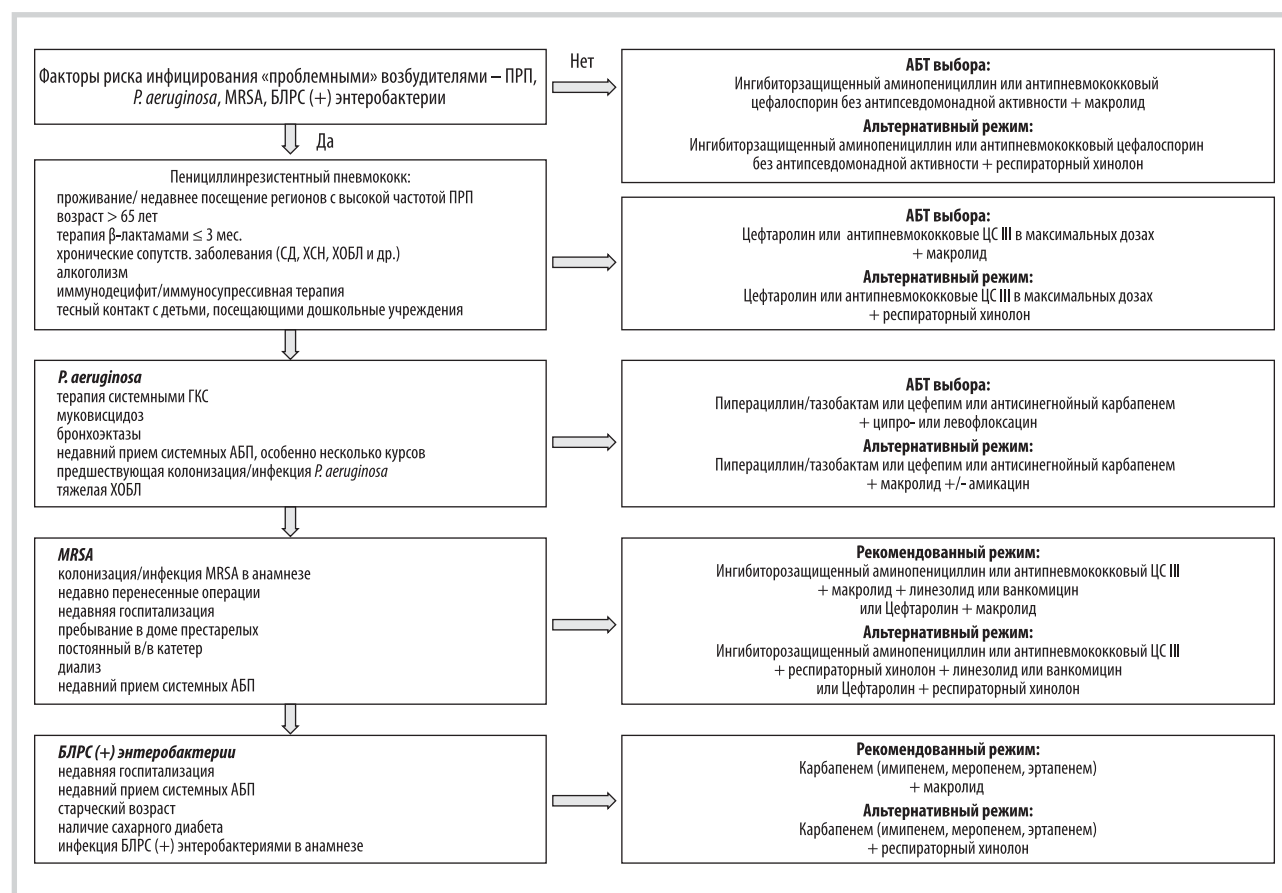 Факторы риска инфицирования «проблемными» возбудителями – ПРП,
P. aeruginosa, MRSA, БЛРС (+) энтеробактерии
Нет
АБТ выбора:
Ингибиторзащищенный аминопенициллин или антипневмококковый
цефалоспорин без антипсевдомонадной активности + макролид
Альтернативный режим:
Ингибиторзащищенный аминопенициллин или антипневмококковый цефалоспорин
без антипсевдомонадной активности + респираторный хинолон
Да
Пенициллинрезистентный пневмококк:
проживание/ недавнее посещение регионов с высокой частотой ПРП
возраст > 65 лет
терапия β-лактамами ≤ 3 мес.
хронические сопутств. заболевания (СД, ХСН, ХОБЛ и др.)
алкоголизм
иммунодецифит/иммуносупрессивная терапия
тесный контакт с детьми, посещающими дошкольные учреждения
АБТ выбора:
Цефтаролин или антипневмококковые ЦС III в максимальных дозах
+ макролид
Альтернативный режим:
Цефтаролин или антипневмококковые ЦС III в максимальных дозах
+ респираторный хинолон
P. aeruginosa
терапия системными ГКС
муковисцидоз
бронхоэктазы
недавний прием системных АБП, особенно несколько курсов
предшествующая колонизация/инфекция P. aeruginosa
тяжелая ХОБЛ
АБТ выбора:
Пиперациллин/тазобактам или цефепим или антисинегнойный карбапенем
+ ципро- или левофлоксацин
Альтернативный режим:
Пиперациллин/тазобактам или цефепим или антисинегнойный карбапенем
+ макролид +/- амикацин
MRSA
колонизация/инфекция MRSA в анамнезе
недавно перенесенные операции
недавняя госпитализация
пребывание в доме престарелых
постоянный в/в катетер
диализ
недавний прием системных АБП
Рекомендованный режим:
Ингибиторозащищенный аминопенициллин или антипневмококковый ЦС III
+ макролид + линезолид или ванкомицин
или Цефтаролин + макролид
Альтернативный режим:
Ингибиторозащищенный аминопенициллин или антипневмококковый ЦС III
+ респираторный хинолон + линезолид или ванкомицин
или Цефтаролин + респираторный хинолон
БЛРС (+) энтеробактерии
недавняя госпитализация
недавний прием системных АБП
старческий возраст
наличие сахарного диабета
инфекция БЛРС (+) энтеробактериями в анамнезе
Рекомендованный режим:
Карбапенем (имипенем, меропенем, эртапенем)
+ макролид
Альтернативный режим:
Карбапенем (имипенем, меропенем, эртапенем)
+ респираторный хинолон